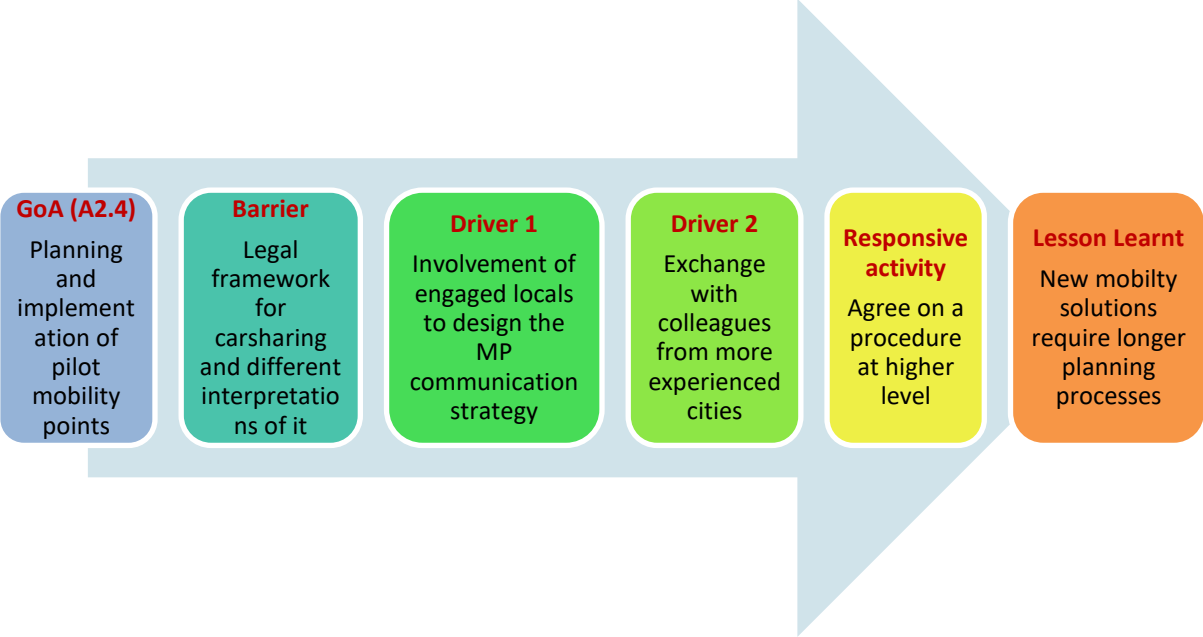 GoA (A2.4)
Planning
and
implement
ation of
pilot
mobility
points
Barrier
Legal
framework
for
carsharing
and different
interpretatio
ns of it
Driver 1
Involvement of
engaged locals
to design the
MP
communication
strategy
Driver 2
Exchange
with
colleagues
from more
experienced
cities
Responsive
activity
Agree on a
procedure
at higher
level
Lesson Learnt
New mobilty
solutions
require longer
planning
processes